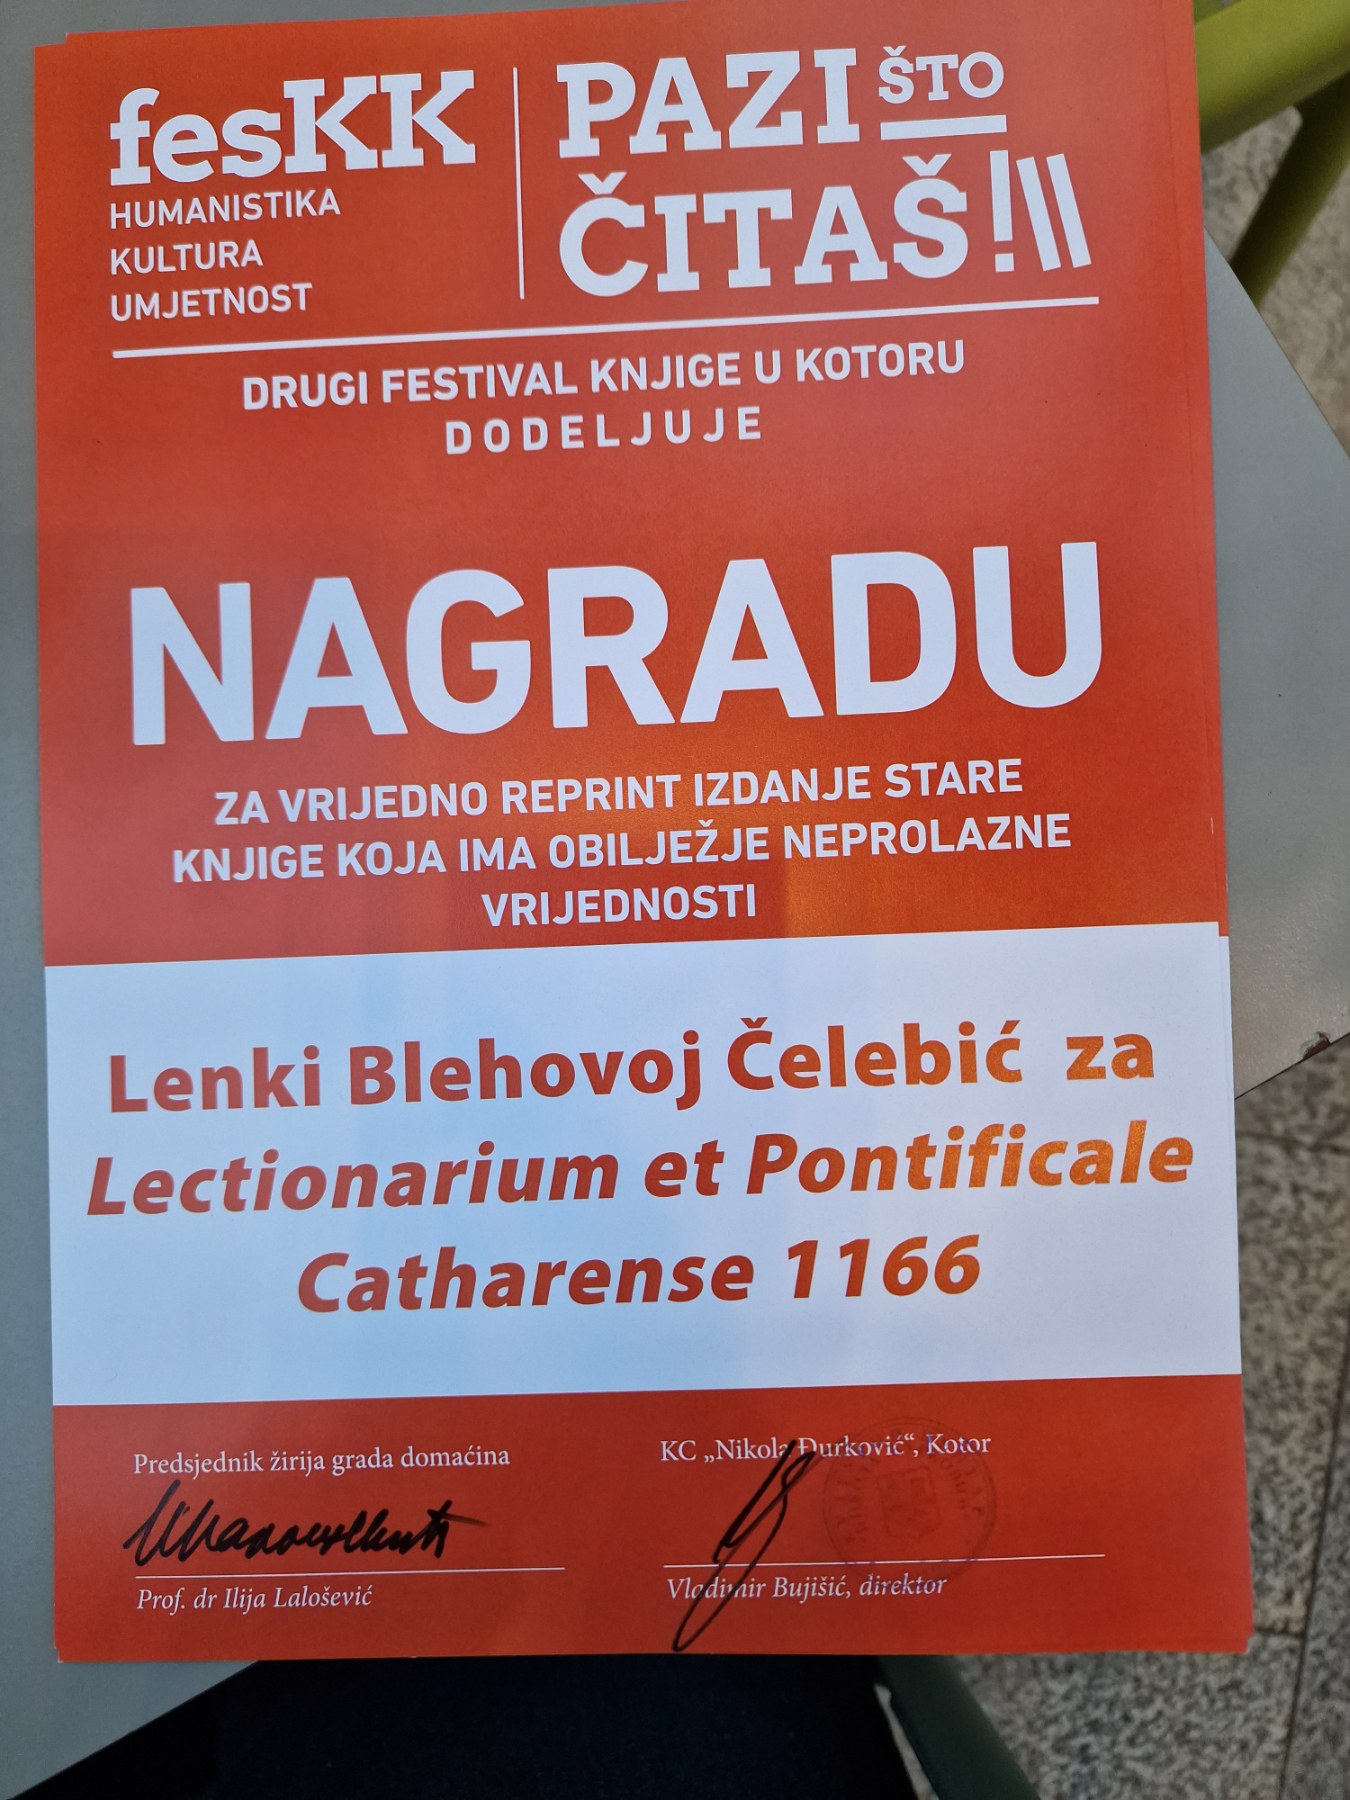 fesKK
HUMANISTIKA
KULTURA
UMJETNOST
PAZI ŠTO
ČITAŠ!
DRUGI FESTIVAL KNJIGE U KOTORU
DODELJUJE
NAGRADU
ZA VRIJEDNO REPRINT IZDANJE STARE
KNJIGE KOJA IMA OBILJEŽJE NEPROLAZNE
VRIJEDNOSTI
Lenki Blehovoj Čelebić za
Lectionarium et Pontificale
Catharense 1166
Predsjednik žirija grada domaćina
Prof. dr Ilija Lalošević
KC „Nikola Đurković“, Kotor
Vladimir Bujišić, direktor